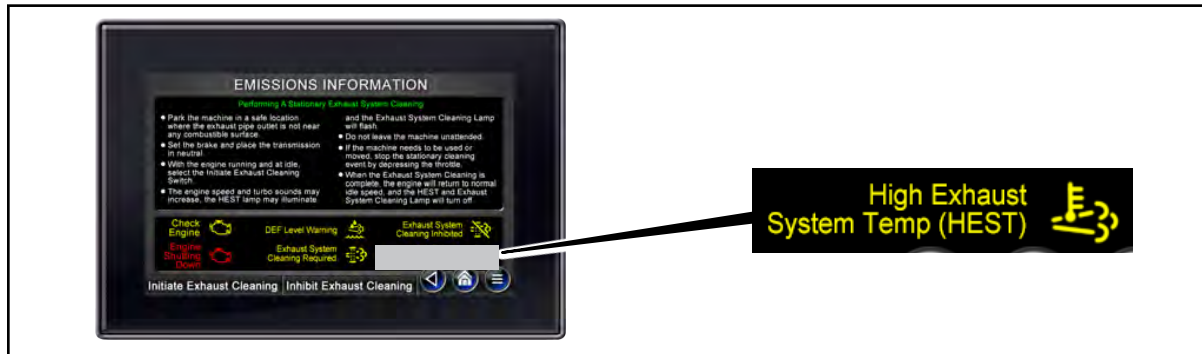 EMISSIONS INFORMATION
Performing A Stationary Exhaust System Cleaning
Park the machine in a safe location
where the exhaust pipe outlet is not near
any combustible surface.
Set the brake and place the transmission
in neutral.
With the engine running and at idle,
select the Initiate Exhaust Cleaning
Switch.
The engine speed and turbo sounds may
increase, the HEST lamp may illuminate
and the Exhaust System Cleaning Lamp
will flash.
Do not leave the machine unattended.
If the machine needs to be used or
moved, stop the stationary cleaning
event by depressing the throttle.
When the Exhaust System Cleaning is
complete, the engine will return to normal
idle speed, and the HEST and Exhaust
System Cleaning Lamp will turn off.
Check
Engine
DEF Level Warning
Exhaust System
Cleaning Inhibited
Engine
Shutting
Down
Exhaust System
Cleaning Required
Initiate Exhaust Cleaning
Inhibit Exhaust Cleaning
High Exhaust
System Temp (HEST)